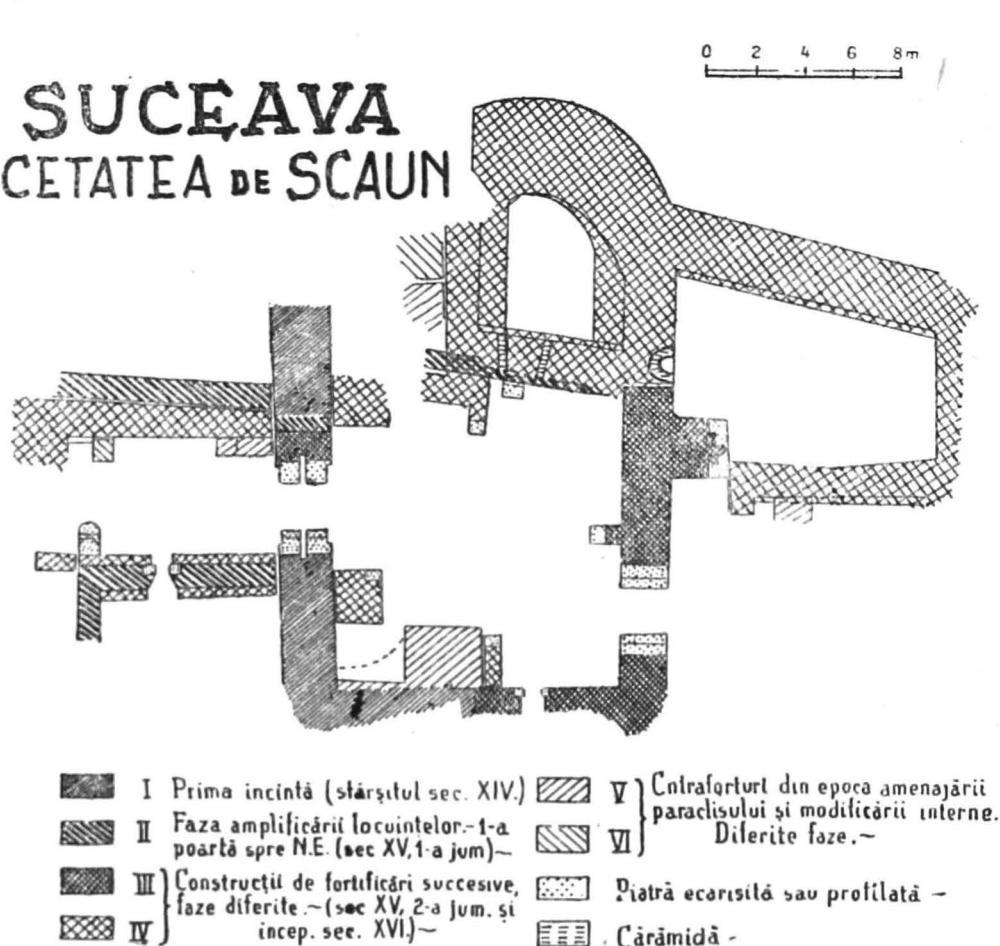 0 2 4 6 8m
SUCEAVA
CETATEA DE SCAUN
I Prima incintă (sfârşitul sec. XIV.)
II Faza amplificării locuintelor.-1-a
poartă spre N.E. (sec XV, 1-a jum)~
III Construcţii de fortificări succesive,
faze diferite.~(sec XV, 2-a jum. şi
IV incep. sec. XVI.)~
V Cntraforturi din epoca amenajării
paraclisului şi modificării interne.
VI Diferite faze.~
Piatră ecarisită sau profilată -
Cărămidă -